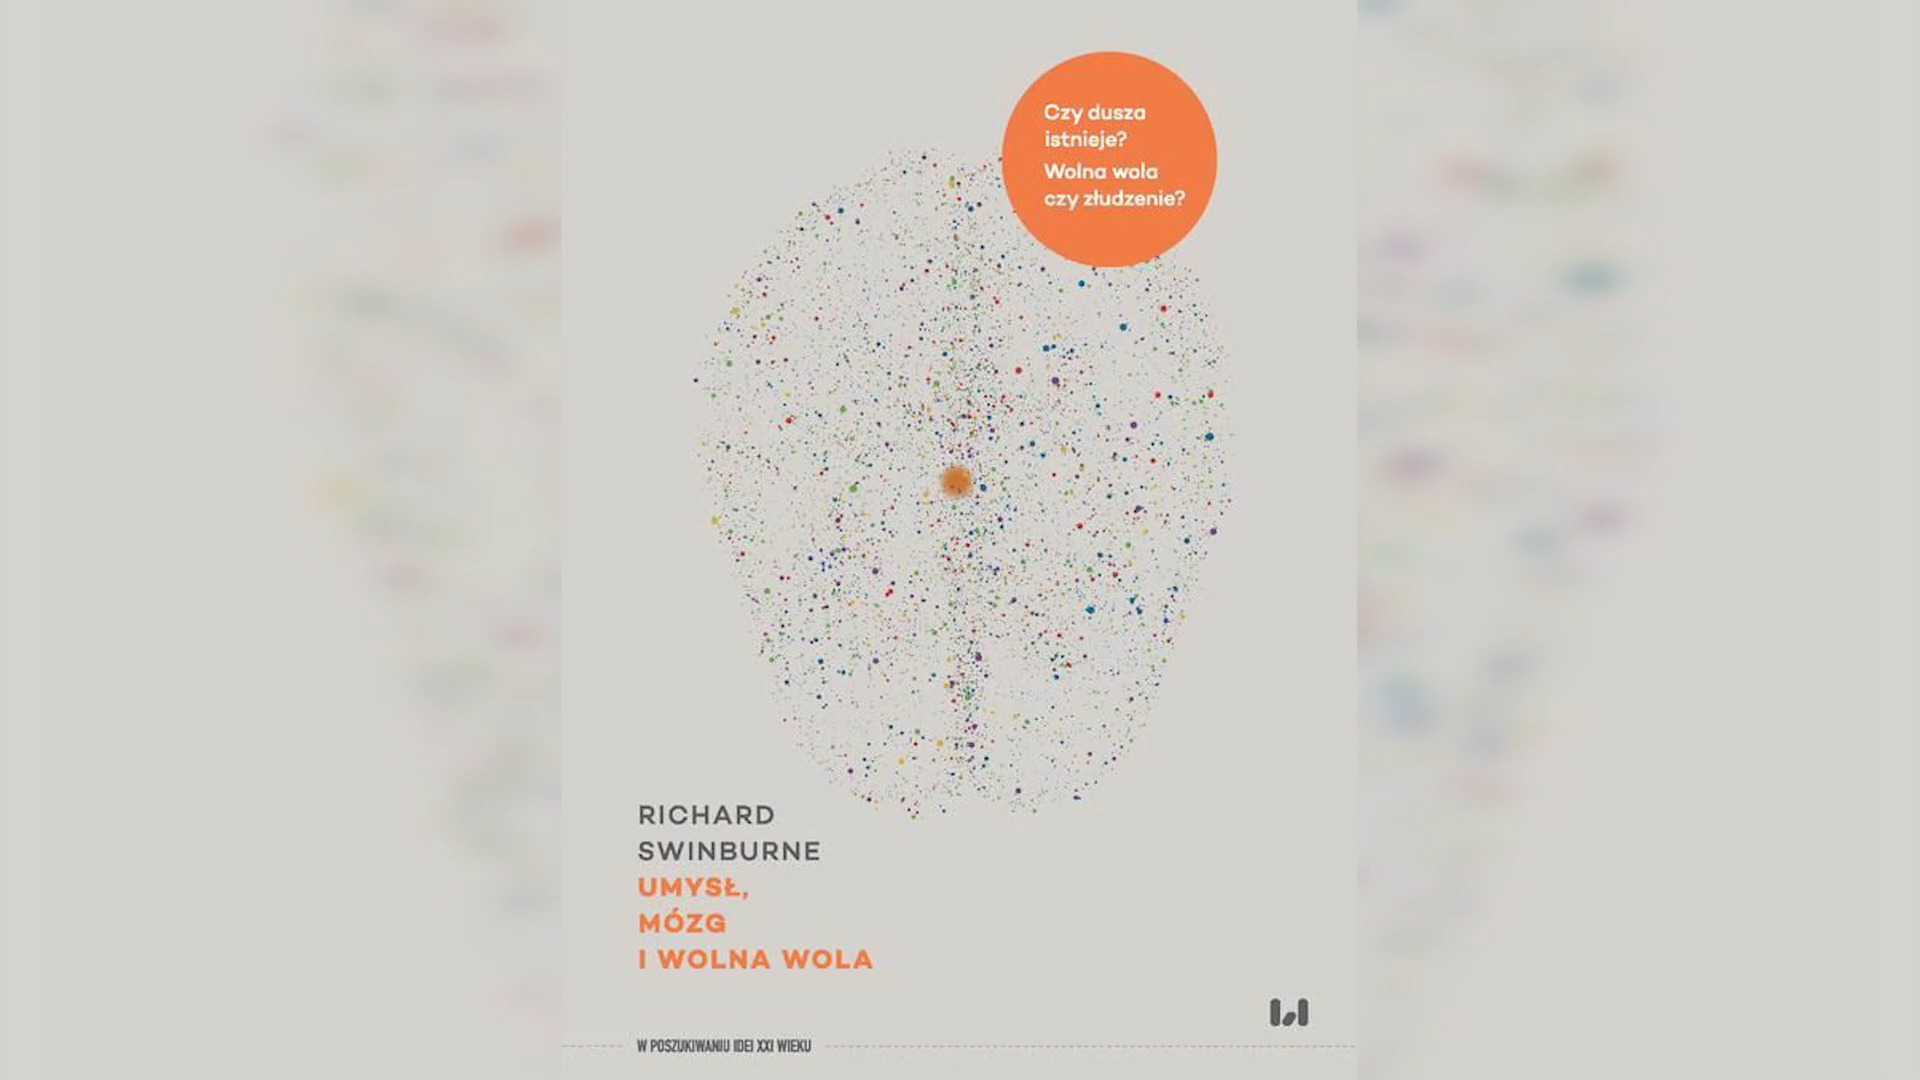 Czy dusza
istnieje?
Wolna wola
czy złudzenie?
RICHARD
SWINBURNE
UMYSŁ,
MÓZG
I WOLNA WOLA
W POSZUKIWANIU IDEI XXI WIEKU